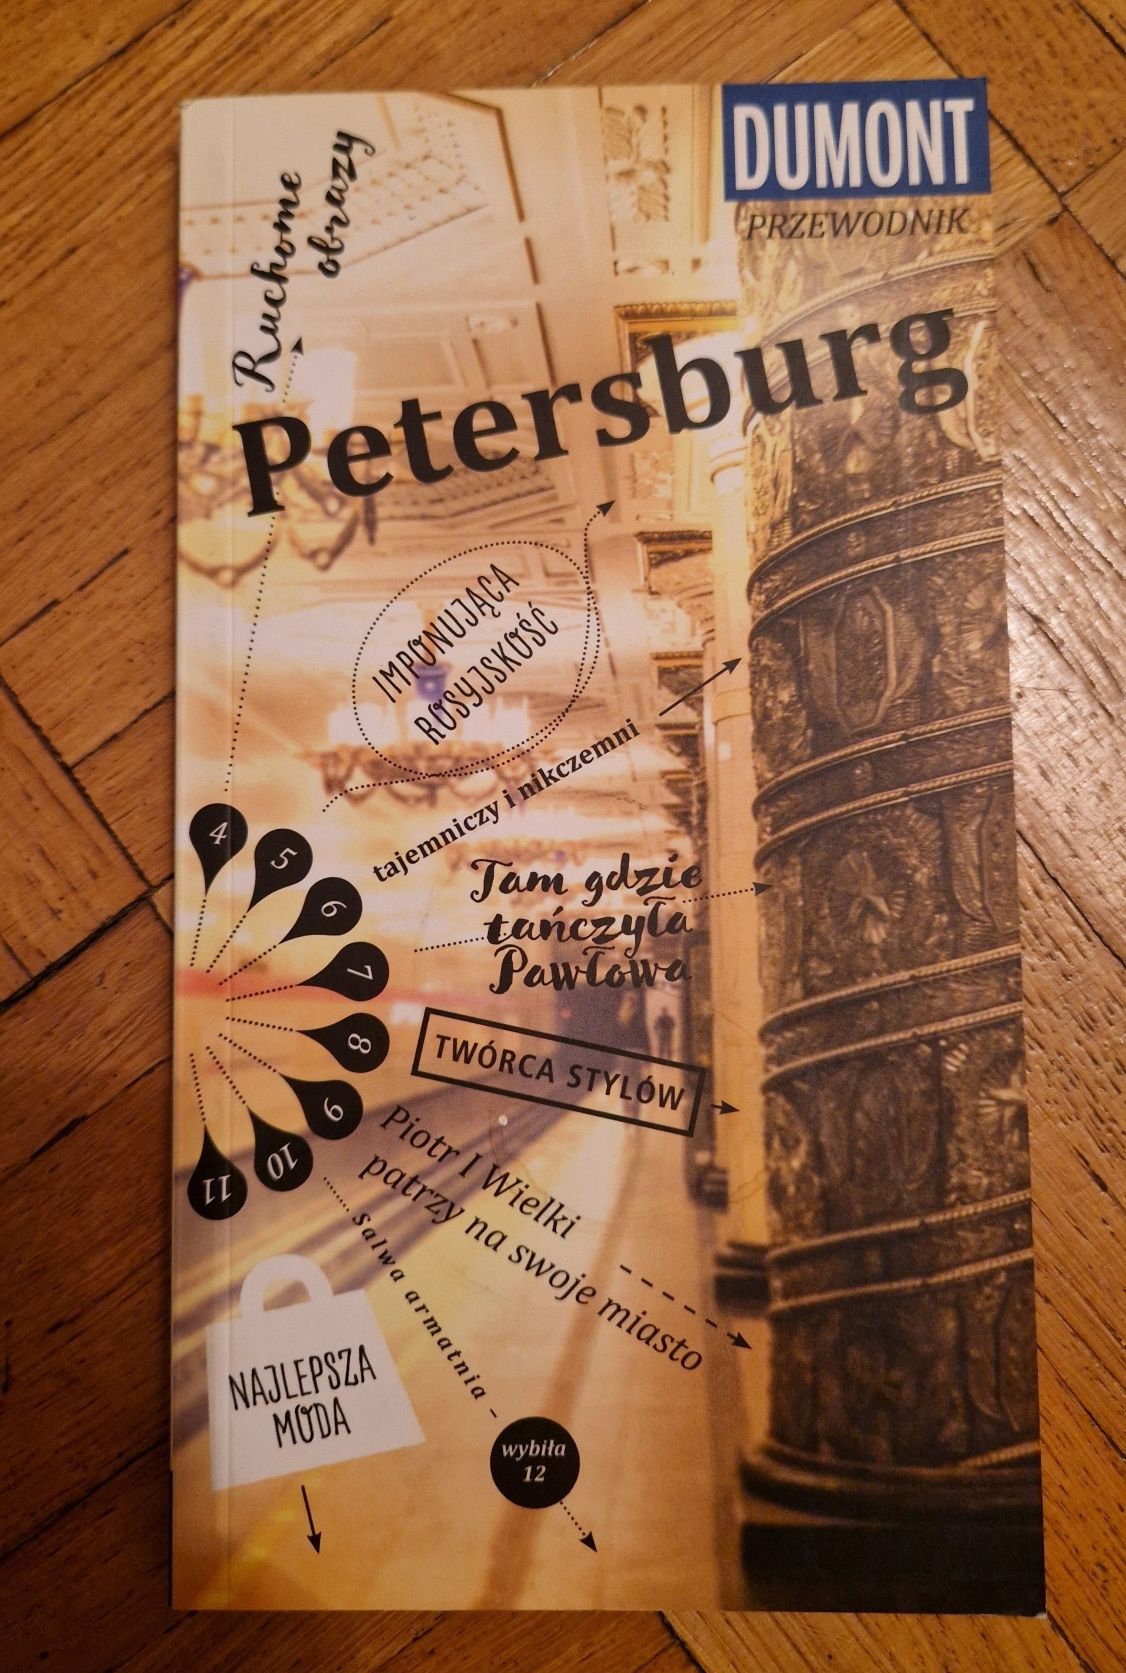 DUMONT
PRZEWODNIK
Ruchome
obrazy
Petersburg
IMPONUJĄCA
ROSYJSKOŚĆ
tajemniczy i nikczemni
Tam gdzie
tańczyła
Pawłowa
TWÓRCA STYLÓW
4
5
6
7
8
9
10
11
Piotr I Wielki
patrzy na swoje miasto
Salwa armatnia –
wybiła
12
NAJLEPSZA
MODA